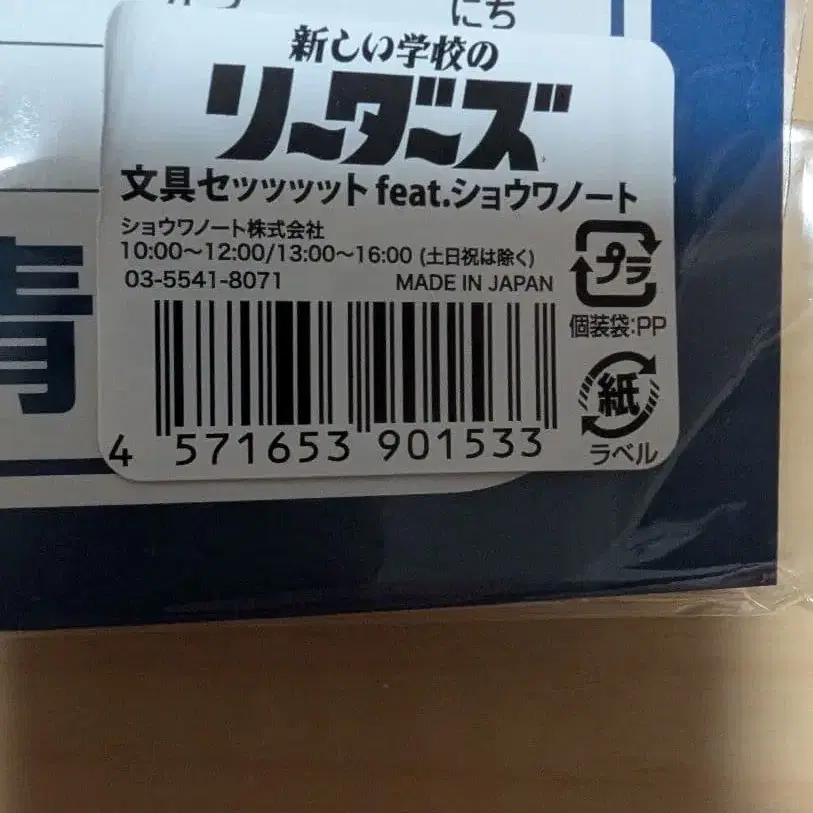 にち
新しい学校の
リーダーズ
文具セッッッット feat.ショウワノート
ショウワノート株式会社
10:00～12:00/13:00～16:00 (土日祝は除く)
03-5541-8071 MADE IN JAPAN
プラ
個装袋:PP
紙
ラベル
4 571653 901533
青